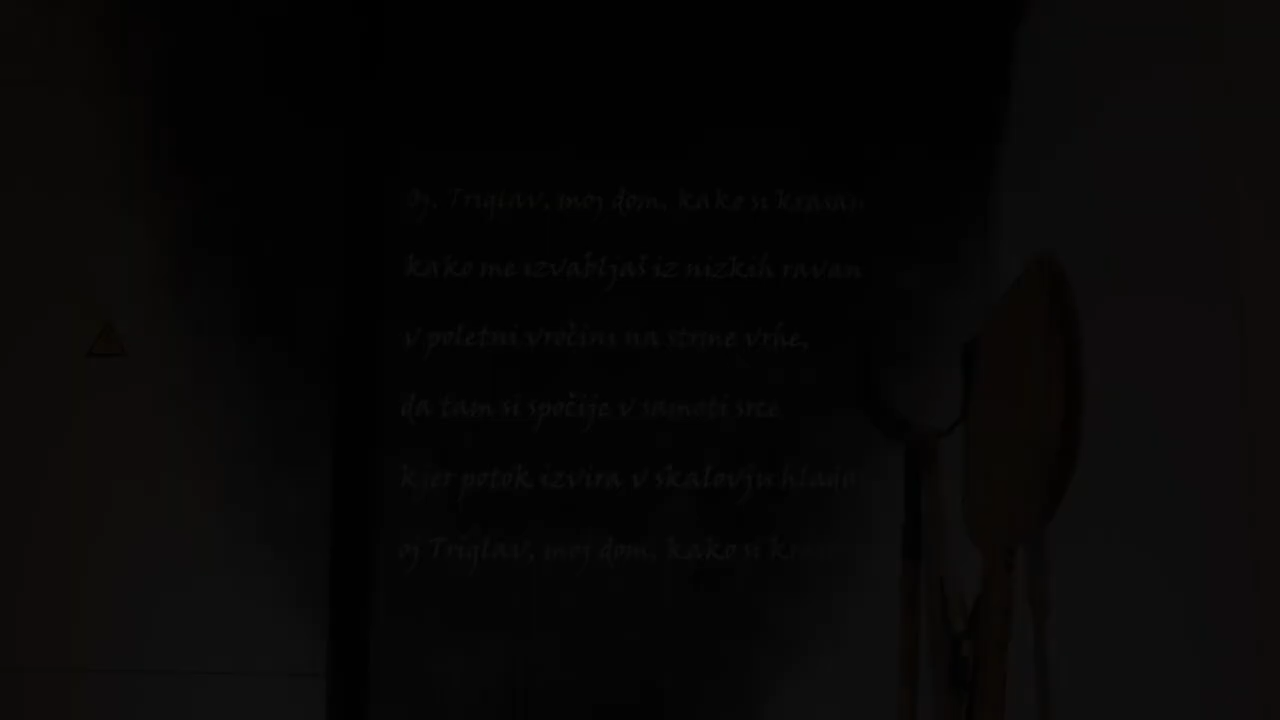 Oj, Triglav, moj dom, kako si krasan
kako me izvabljaš iz nizkih ravan
v poletni vročini na strme vrhe,
da tam si spočije v samoti srce
kjer potok izvira v skalovju hladan
oj Triglav, moj dom, kako si